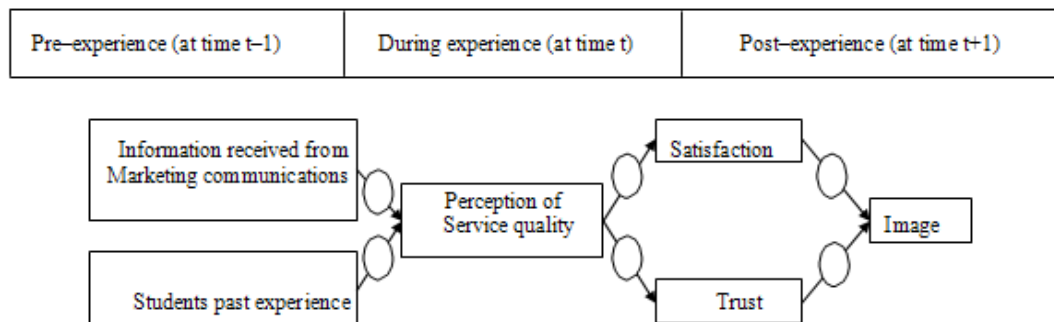 Pre–experience (at time t–1)
During experience (at time t)
Post–experience (at time t+1)
Information received from
Marketing communications
Satisfaction
Perception of
Service quality
Image
Students past experience
Trust